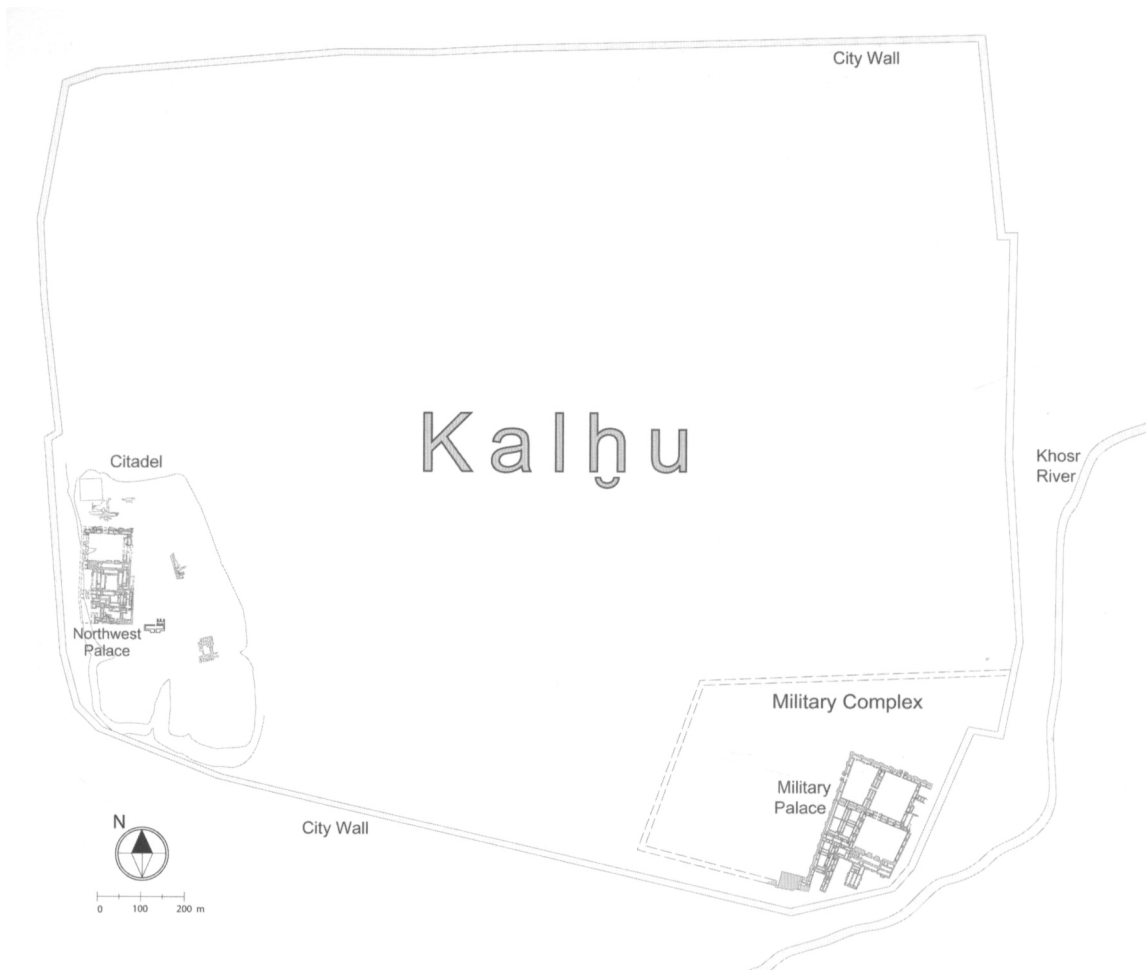 City Wall
Kalḫu
Citadel
Khosr
River
Northwest
Palace
Military Complex
Military
Palace
City Wall
N
0 100 200 m